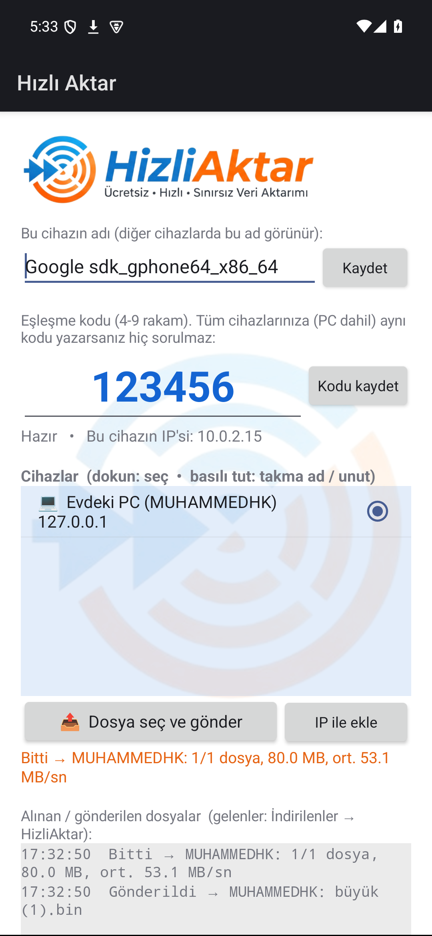 5:33
Hızlı Aktar
HizliAktar
Ücretsiz • Hızlı • Sınırsız Veri Aktarımı
Bu cihazın adı (diğer cihazlarda bu ad görünür):
Google sdk_gphone64_x86_64
Kaydet
Eşleşme kodu (4-9 rakam). Tüm cihazlarınıza (PC dahil) aynı
kodu yazarsanız hiç sorulmaz:
123456
Kodu kaydet
Hazır • Bu cihazın IP'si: 10.0.2.15
Cihazlar (dokun: seç • basılı tut: takma ad / unut)
Evdeki PC (MUHAMMEDHK)
127.0.0.1
Dosya seç ve gönder
IP ile ekle
Bitti → MUHAMMEDHK: 1/1 dosya, 80.0 MB, ort. 53.1
MB/sn
Alınan / gönderilen dosyalar (gelenler: İndirilenler →
HizliAktar):
17:32:50 Bitti → MUHAMMEDHK: 1/1 dosya,
80.0 MB, ort. 53.1 MB/sn
17:32:50 Gönderildi → MUHAMMEDHK: büyük
(1).bin